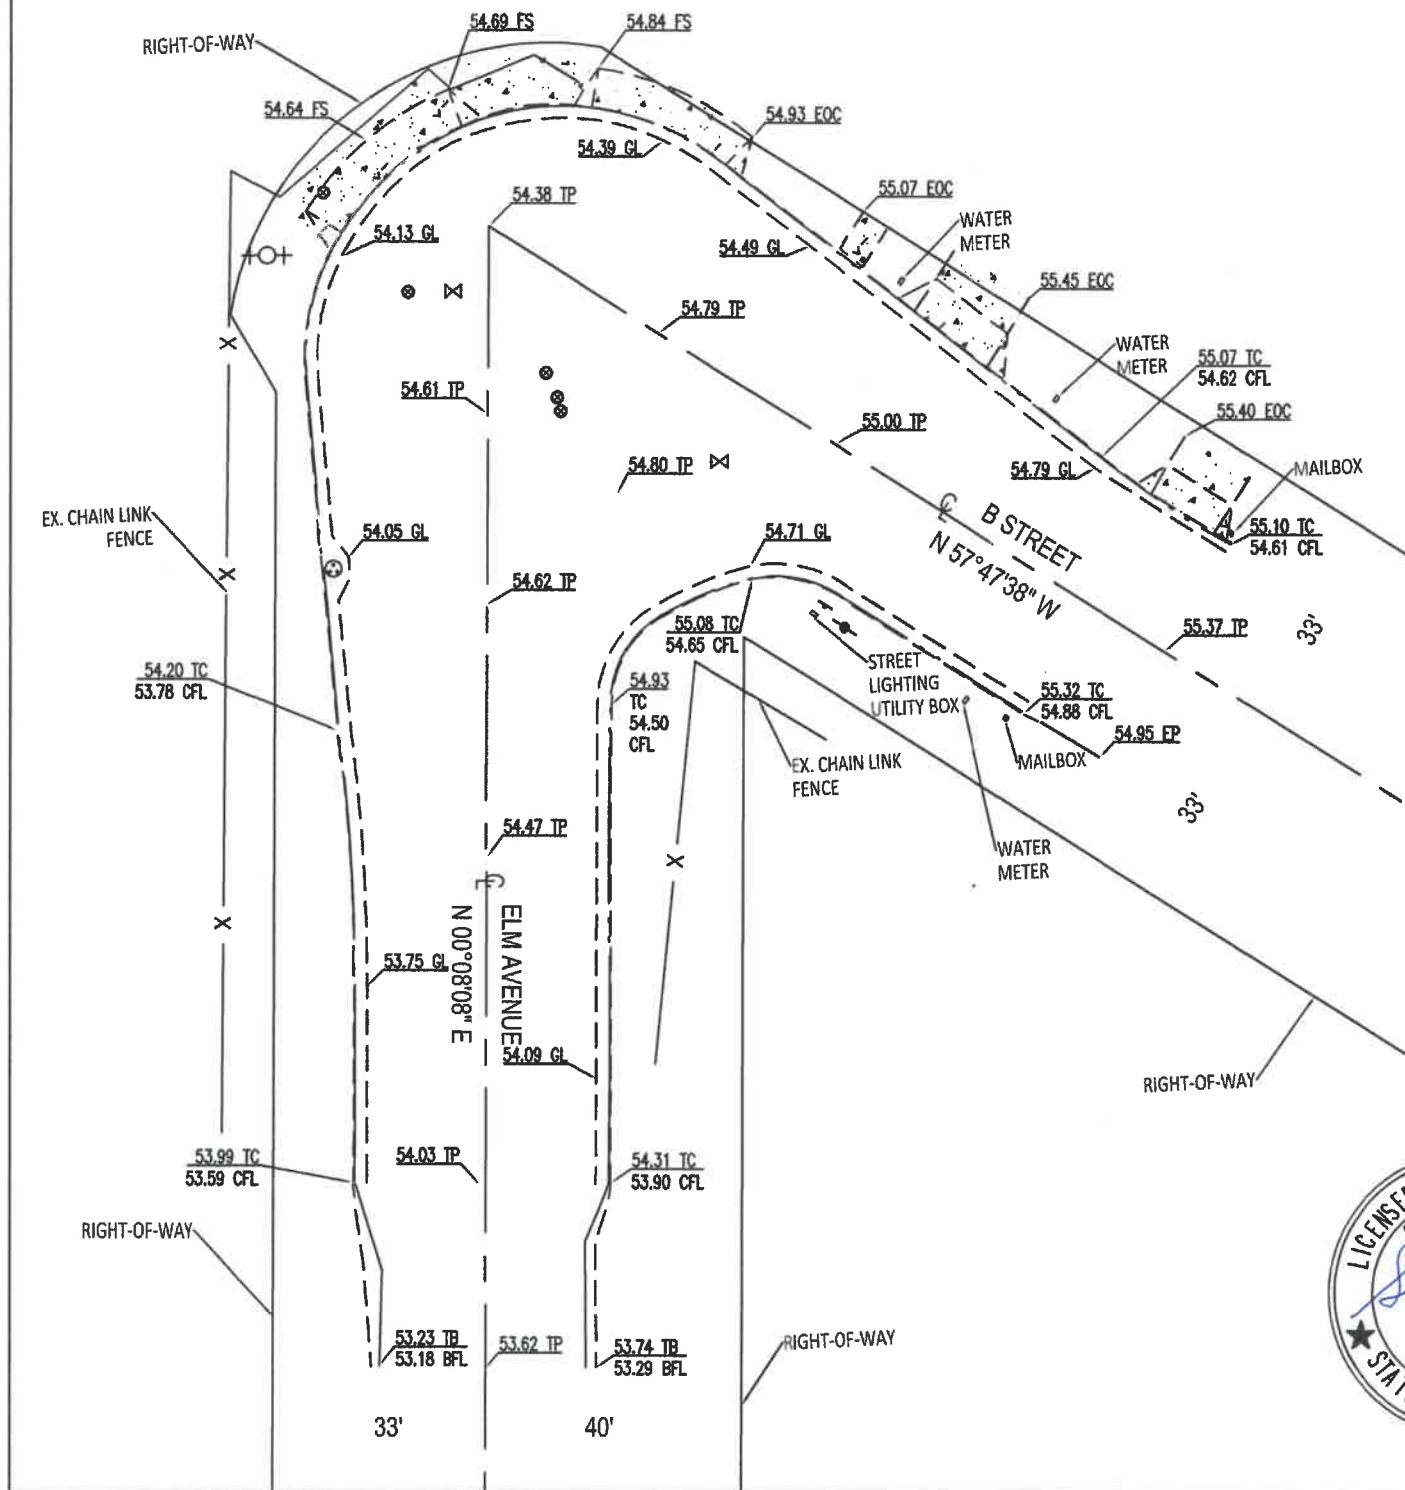 54.69 FS
54.84 FS
RIGHT-OF-WAY
54.64 FS
54.93 EOC
54.39 GL
55.07 EOC
54.38 TP
WATER
METER
54.13 GL
54.49 GL
55.45 EOC
54.79 TP
WATER
METER
55.07 TC
54.62 CFL
54.61 TP
55.40 EOC
55.00 TP
54.80 TP
54.79 GL
MAILBOX
EX. CHAIN LINK
FENCE
54.05 GL
B STREET
N 57°47'38" W
55.10 TC
54.61 CFL
54.71 GL
54.62 TP
55.08 TC
54.65 CFL
55.37 TP
33'
54.20 TC
53.78 CFL
54.93
TC
54.50
CFL
STREET
LIGHTING
UTILITY BOX
55.32 TC
54.88 CFL
54.95 EP
MAILBOX
EX. CHAIN LINK
FENCE
33'
54.47 TP
WATER
METER
ELM AVENUE
N 00°08'08" E
53.75 GL
54.09 GL
RIGHT-OF-WAY
53.99 TC
53.59 CFL
54.03 TP
54.31 TC
53.90 CFL
RIGHT-OF-WAY
53.23 TB
53.18 BFL
53.62 TP
53.74 TB
53.29 BFL
RIGHT-OF-WAY
33'
40'